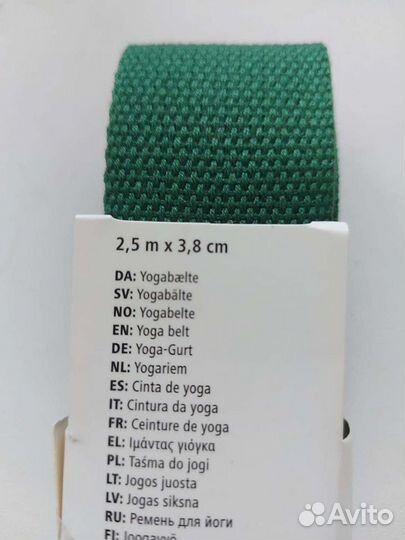 2,5 m x 3,8 cm
DA: Yogabælte
SV: Yogabälte
NO: Yogabelte
EN: Yoga belt
DE: Yoga-Gurt
NL: Yogariem
ES: Cinta de yoga
IT: Cintura da yoga
FR: Ceinture de yoga
EL: Ιμάντας γιόγκα
PL: Taśma do jogi
LT: Jogos juosta
LV: Jogas siksna
RU: Ремень для йоги
FI: Joogavyö
Avito